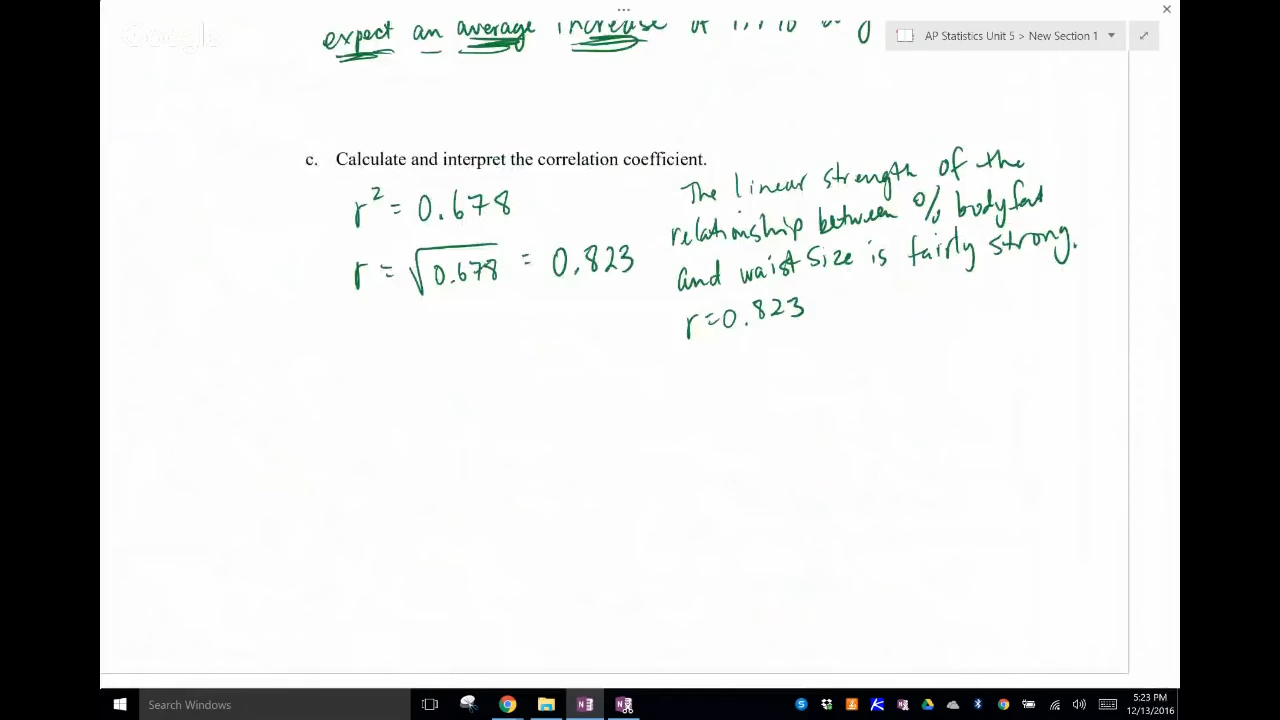 Google
expect an average increase of
AP Statistics Unit 5 > New Section 1
c. Calculate and interpret the correlation coefficient.
r² = 0.678
r = √0.678 = 0.823
The linear strength of the
relationship between % bodyfat
and waist size is fairly strong.
r=0.823
Search Windows
5:23 PM
12/13/2016